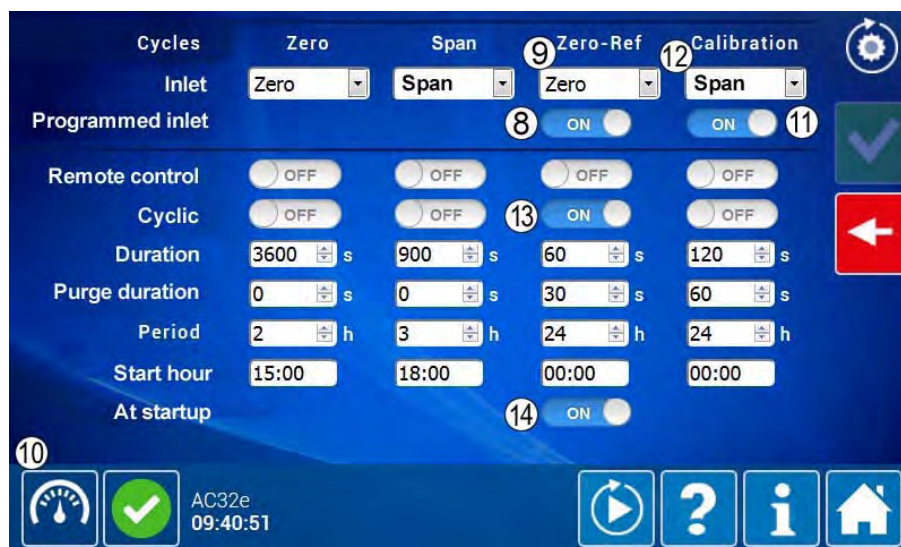 Cycles Zero Span 9 Zero-Ref 12 Calibration
Inlet Zero Span Zero Span
Programmed inlet 8 ON ON 11
Remote control OFF OFF OFF OFF
Cyclic OFF OFF 13 ON OFF
Duration 3600 s 900 s 60 s 120 s
Purge duration 0 s 0 s 30 s 60 s
Period 2 h 3 h 24 h 24 h
Start hour 15:00 18:00 00:00 00:00
At startup 14 ON
10
AC32e
09:40:51
? i